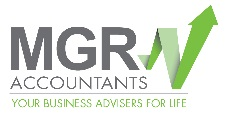 MGR
ACCOUNTANTS
YOUR BUSINESS ADVISERS FOR LIFE